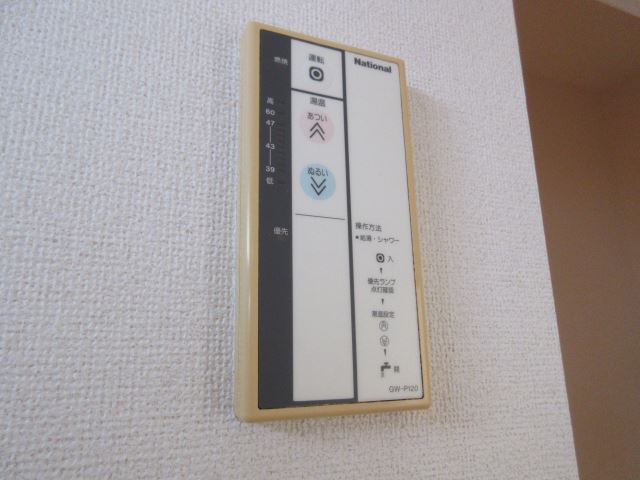 燃焼
運転
National
高
60
47
43
39
低
湯温
あつい
ぬるい
優先
操作方法
●給湯・シャワー
入
優先ランプ
点灯確認
湯温設定
開
GW-P120